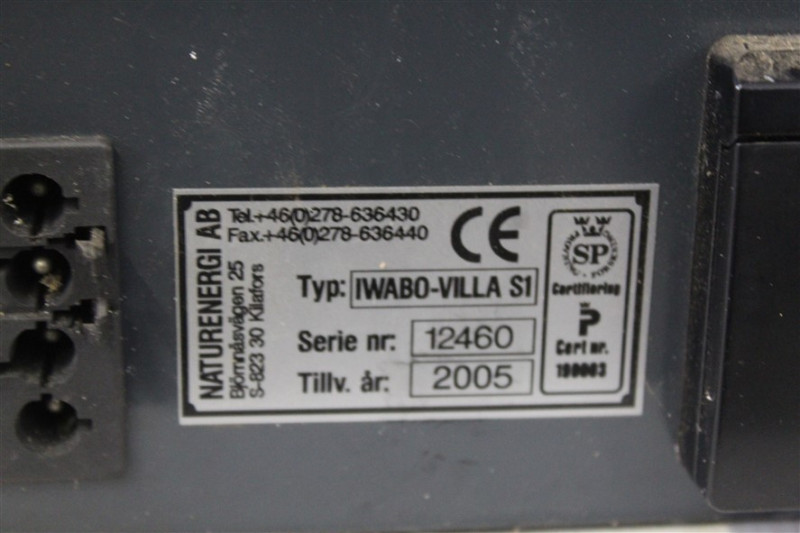 NATURENERGI AB
Björnnäsvägen 25
S-823 30 Kilafors
Tel.+46(0)278-636430
Fax.+46(0)278-636440
CE
Typ: IWABO-VILLA S1
Serie nr: 12460
Tillv. år: 2005
SP
Certifiering
P
Cert nr.
190003